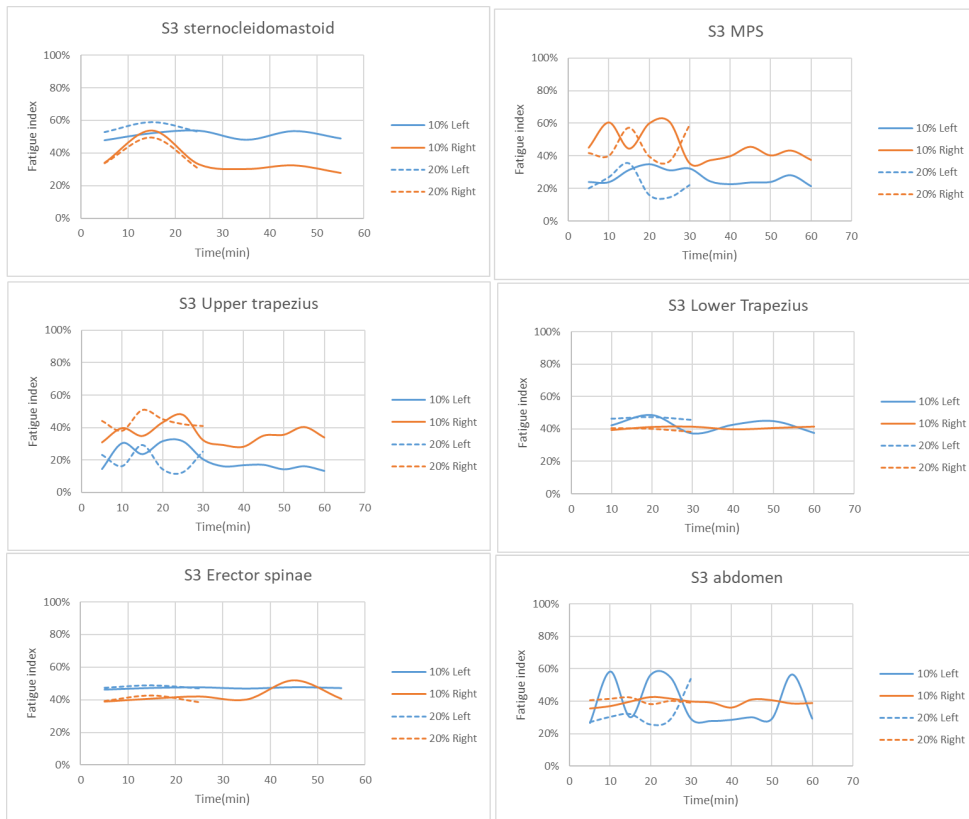 S3 sternocleidomastoid
Fatigue index
100%
80%
60%
40%
20%
0%
0 10 20 30 40 50 60
Time(min)
10% Left
10% Right
20% Left
20% Right
S3 MPS
Fatigue index
100%
80%
60%
40%
20%
0%
0 10 20 30 40 50 60 70
Time(min)
10% Left
10% Right
20% Left
20% Right
S3 Upper trapezius
Fatigue index
100%
80%
60%
40%
20%
0%
0 10 20 30 40 50 60 70
Time(min)
10% Left
10% Right
20% Left
20% Right
S3 Lower Trapezius
Fatigue index
100%
80%
60%
40%
20%
0%
0 10 20 30 40 50 60 70
Time(min)
10% Left
10% Right
20% Left
20% Right
S3 Erector spinae
Fatigue index
100%
80%
60%
40%
20%
0%
0 10 20 30 40 50 60
Time(min)
10% Left
10% Right
20% Left
20% Right
S3 abdomen
Fatigue index
100%
80%
60%
40%
20%
0%
0 10 20 30 40 50 60 70
Time(min)
10% Left
10% Right
20% Left
20% Right